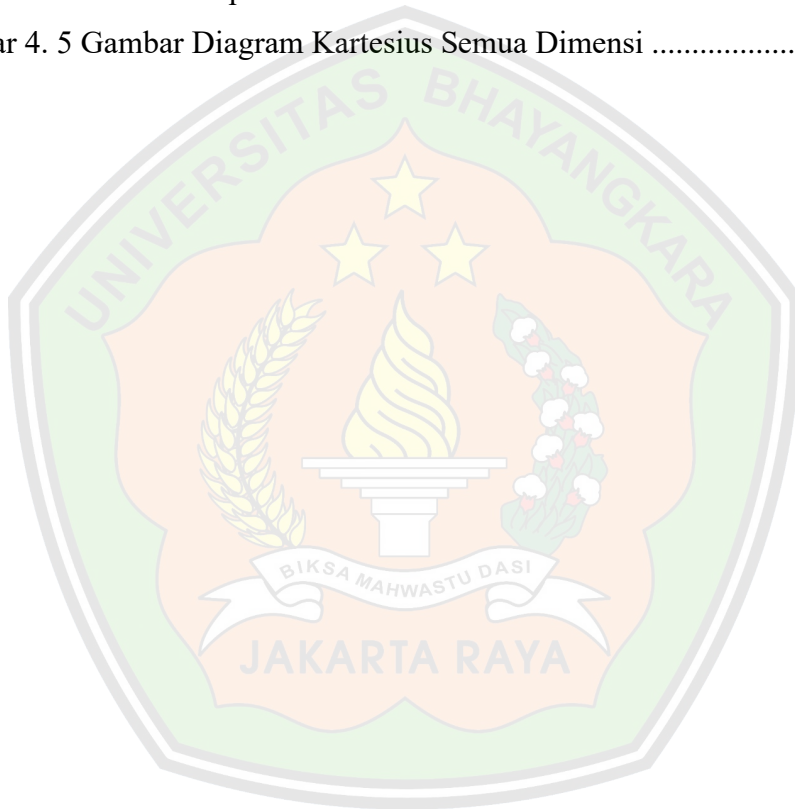 ar 4. 5 Gambar Diagram Kartesius Semua Dimensi ..................
UNIVERSITAS BHAYANGKARA
BIKSA MAHWASTU DASI
JAKARTA RAYA